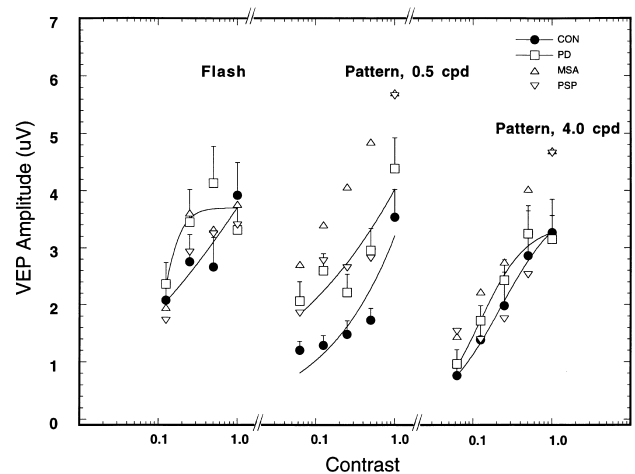 7
6
5
4
3
2
1
0
VEP Amplitude (uV)
Flash
Pattern, 0.5 cpd
Pattern, 4.0 cpd
CON
PD
MSA
PSP
0.1 1.0 0.1 1.0 0.1 1.0
Contrast